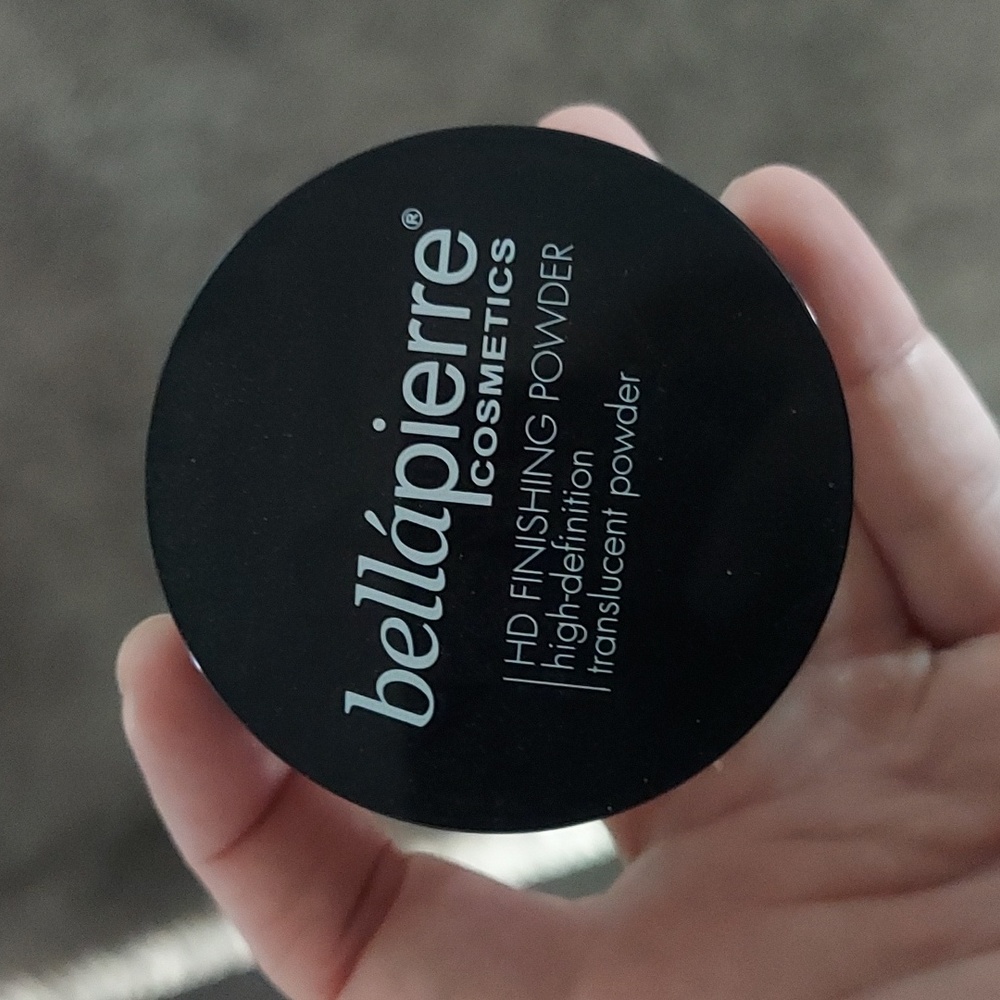 bellápierre®
COSMETICS
HD FINISHING POWDER
high-definition
translucent powder